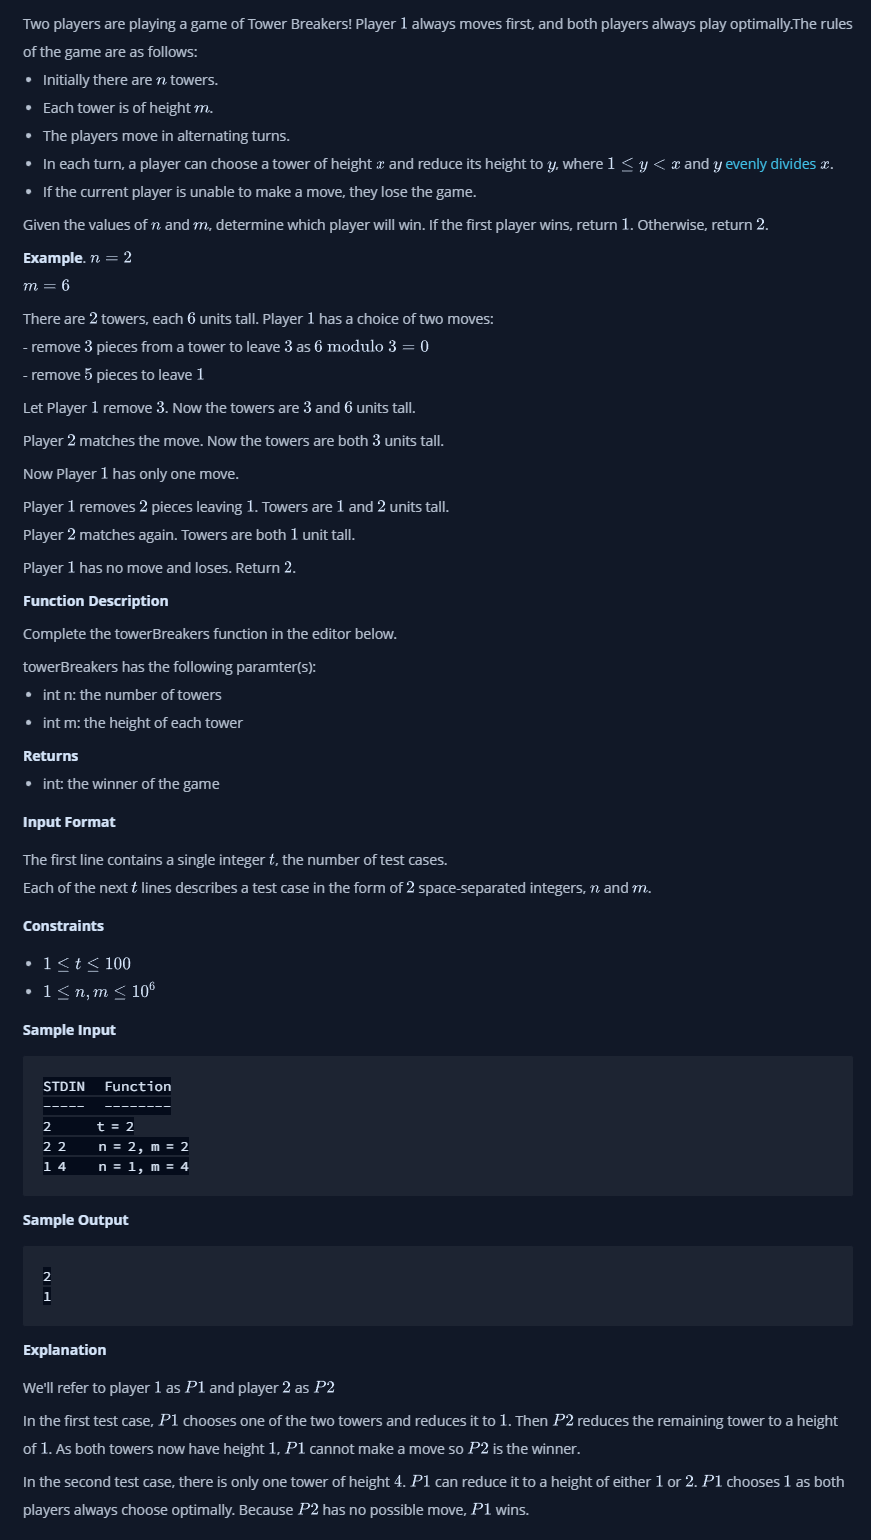 Two players are playing a game of Tower Breakers! Player 1 always moves first, and both players always play optimally.The rules
of the game are as follows:
• Initially there are n towers.
• Each tower is of height m.
• The players move in alternating turns.
• In each turn, a player can choose a tower of height x and reduce its height to y, where 1 ≤ y < x and y evenly divides x.
• If the current player is unable to make a move, they lose the game.
Given the values of n and m, determine which player will win. If the first player wins, return 1. Otherwise, return 2.
Example. n = 2
m = 6
There are 2 towers, each 6 units tall. Player 1 has a choice of two moves:
- remove 3 pieces from a tower to leave 3 as 6 modulo 3 = 0
- remove 5 pieces to leave 1
Let Player 1 remove 3. Now the towers are 3 and 6 units tall.
Player 2 matches the move. Now the towers are both 3 units tall.
Now Player 1 has only one move.
Player 1 removes 2 pieces leaving 1. Towers are 1 and 2 units tall.
Player 2 matches again. Towers are both 1 unit tall.
Player 1 has no move and loses. Return 2.
Function Description
Complete the towerBreakers function in the editor below.
towerBreakers has the following paramter(s):
• int n: the number of towers
• int m: the height of each tower
Returns
• int: the winner of the game
Input Format
The first line contains a single integer t, the number of test cases.
Each of the next t lines describes a test case in the form of 2 space-separated integers, n and m.
Constraints
• 1 ≤ t ≤ 100
• 1 ≤ n, m ≤ 10⁶
Sample Input
STDIN Function
----- --------
2 t = 2
2 2 n = 2, m = 2
1 4 n = 1, m = 4
Sample Output
2
1
Explanation
We'll refer to player 1 as P1 and player 2 as P2
In the first test case, P1 chooses one of the two towers and reduces it to 1. Then P2 reduces the remaining tower to a height
of 1. As both towers now have height 1, P1 cannot make a move so P2 is the winner.
In the second test case, there is only one tower of height 4. P1 can reduce it to a height of either 1 or 2. P1 chooses 1 as both
players always choose optimally. Because P2 has no possible move, P1 wins.